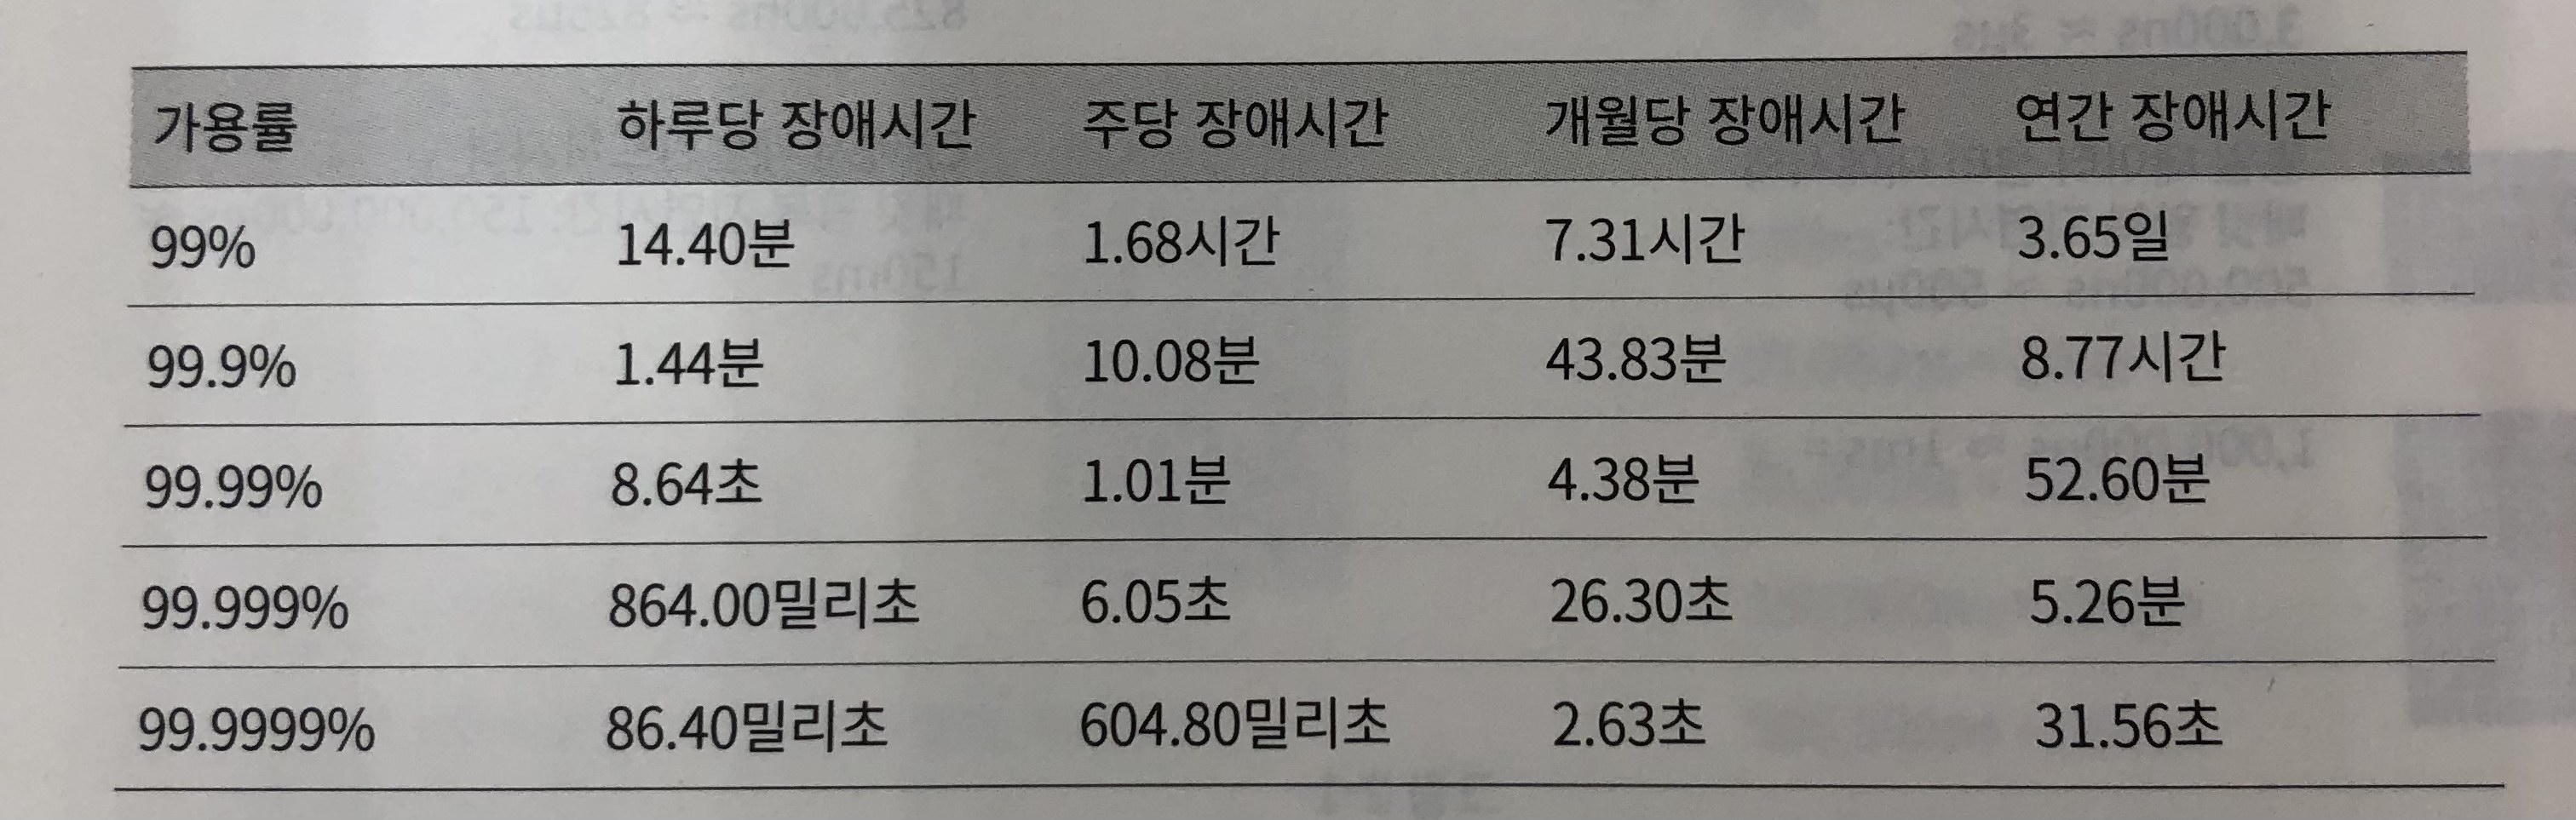 가용률 하루당 장애시간 주당 장애시간 개월당 장애시간 연간 장애시간
99% 14.40분 1.68시간 7.31시간 3.65일
99.9% 1.44분 10.08분 43.83분 8.77시간
99.99% 8.64초 1.01분 4.38분 52.60분
99.999% 864.00밀리초 6.05초 26.30초 5.26분
99.9999% 86.40밀리초 604.80밀리초 2.63초 31.56초